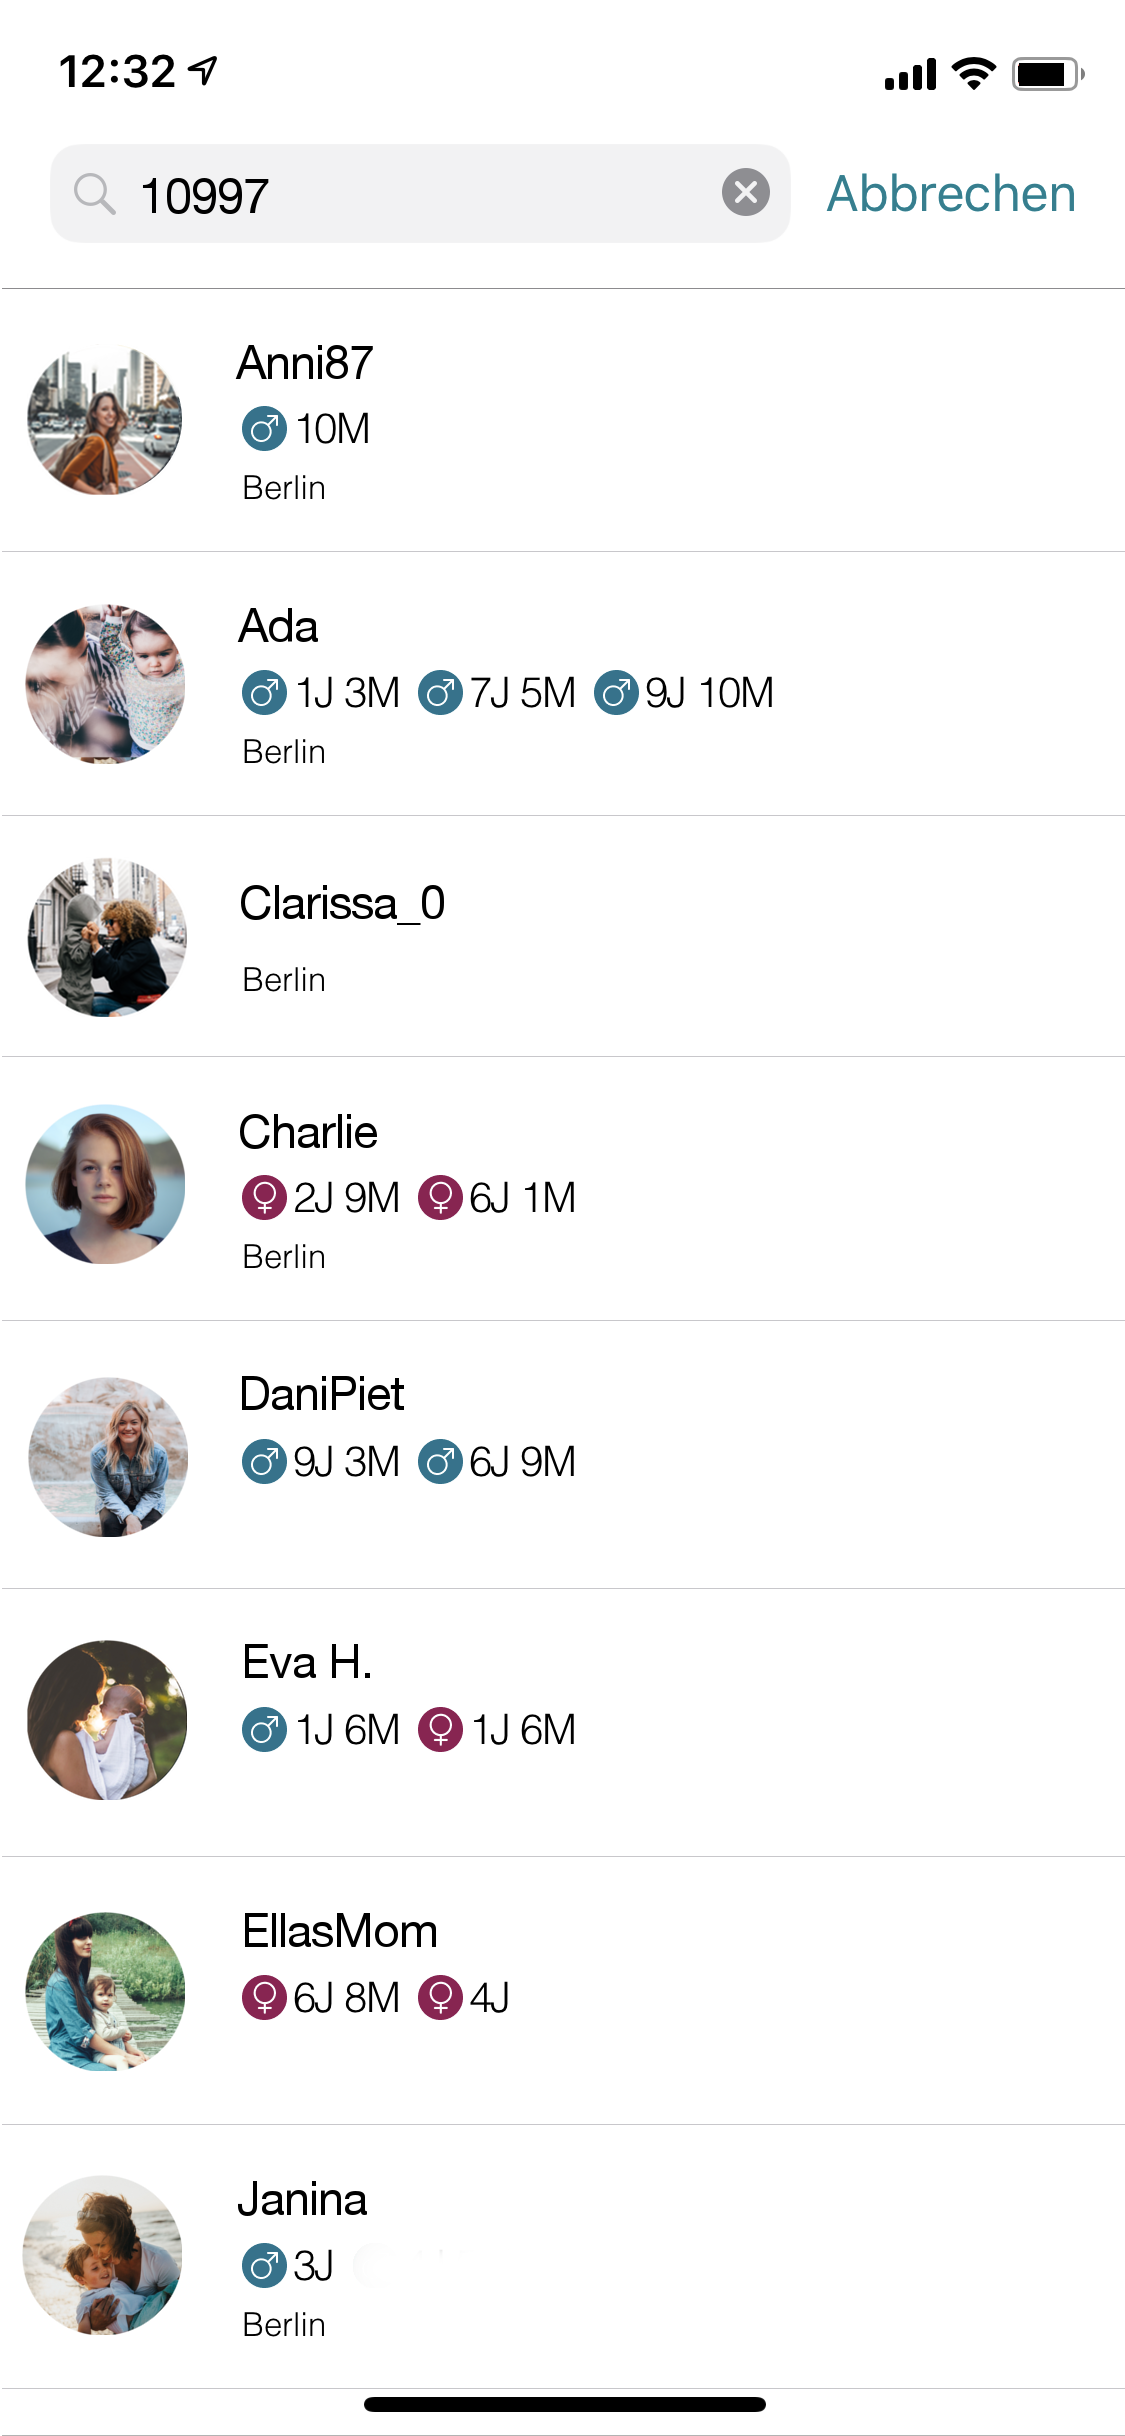 12:32
10997 Abbrechen
Anni87
10M
Berlin
Ada
1J 3M 7J 5M 9J 10M
Berlin
Clarissa_0
Berlin
Charlie
2J 9M 6J 1M
Berlin
DaniPiet
9J 3M 6J 9M
Eva H.
1J 6M 1J 6M
EllasMom
6J 8M 4J
Janina
3J
Berlin